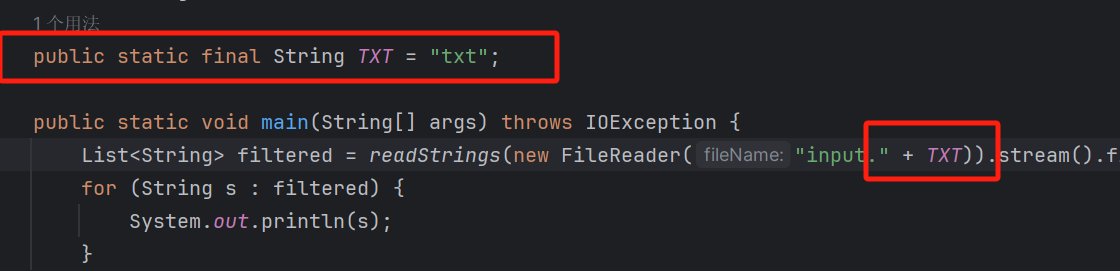 1 个用法
public static final String TXT = "txt";
public static void main(String[] args) throws IOException {
List<String> filtered = readStrings(new FileReader( fileName: "input." + TXT)).stream().f
for (String s : filtered) {
System.out.println(s);
}